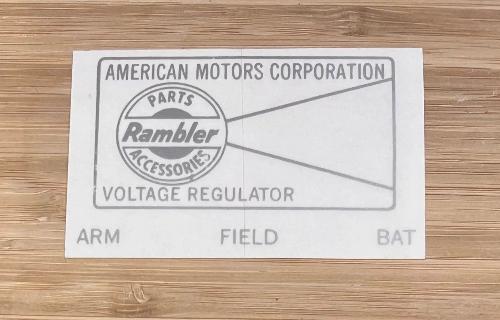 AMERICAN MOTORS CORPORATION
PARTS
Rambler
ACCESSORIES
VOLTAGE REGULATOR
ARM FIELD BAT